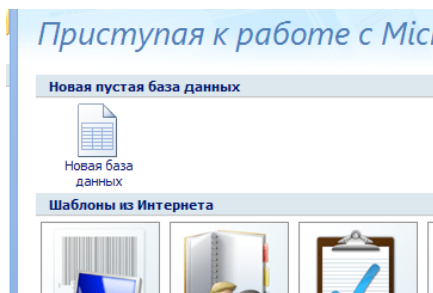 Приступая к работе с Mic
Новая пустая база данных
Новая база
данных
Шаблоны из Интернета